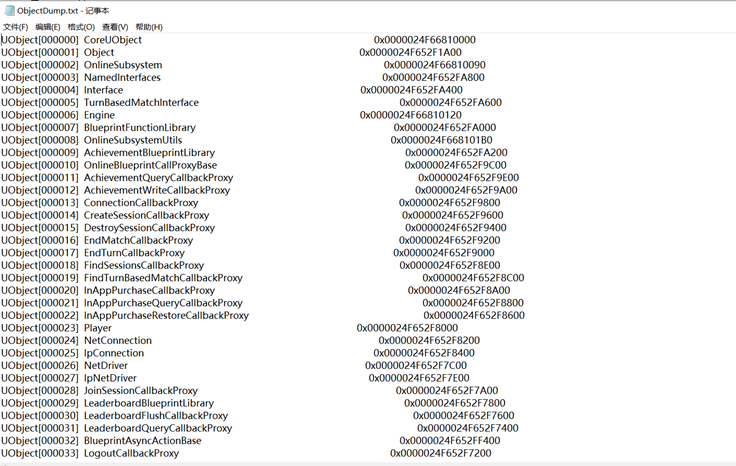 ObjectDump.txt - 记事本
文件(F) 编辑(E) 格式(O) 查看(V) 帮助(H)
UObject[000000] CoreUObject 0x0000024F66810000
UObject[000001] Object 0x0000024F652F1A00
UObject[000002] OnlineSubsystem 0x0000024F66810090
UObject[000003] NamedInterfaces 0x0000024F652FA800
UObject[000004] Interface 0x0000024F652FA400
UObject[000005] TurnBasedMatchInterface 0x0000024F652FA600
UObject[000006] Engine 0x0000024F66810120
UObject[000007] BlueprintFunctionLibrary 0x0000024F652FA000
UObject[000008] OnlineSubsystemUtils 0x0000024F668101B0
UObject[000009] AchievementBlueprintLibrary 0x0000024F652FA200
UObject[000010] OnlineBlueprintCallProxyBase 0x0000024F652F9C00
UObject[000011] AchievementQueryCallbackProxy 0x0000024F652F9E00
UObject[000012] AchievementWriteCallbackProxy 0x0000024F652F9A00
UObject[000013] ConnectionCallbackProxy 0x0000024F652F9800
UObject[000014] CreateSessionCallbackProxy 0x0000024F652F9600
UObject[000015] DestroySessionCallbackProxy 0x0000024F652F9400
UObject[000016] EndMatchCallbackProxy 0x0000024F652F9200
UObject[000017] EndTurnCallbackProxy 0x0000024F652F9000
UObject[000018] FindSessionsCallbackProxy 0x0000024F652F8E00
UObject[000019] FindTurnBasedMatchCallbackProxy 0x0000024F652F8C00
UObject[000020] InAppPurchaseCallbackProxy 0x0000024F652F8A00
UObject[000021] InAppPurchaseQueryCallbackProxy 0x0000024F652F8800
UObject[000022] InAppPurchaseRestoreCallbackProxy 0x0000024F652F8600
UObject[000023] Player 0x0000024F652F8000
UObject[000024] NetConnection 0x0000024F652F8200
UObject[000025] IpConnection 0x0000024F652F8400
UObject[000026] NetDriver 0x0000024F652F7C00
UObject[000027] IpNetDriver 0x0000024F652F7E00
UObject[000028] JoinSessionCallbackProxy 0x0000024F652F7A00
UObject[000029] LeaderboardBlueprintLibrary 0x0000024F652F7800
UObject[000030] LeaderboardFlushCallbackProxy 0x0000024F652F7600
UObject[000031] LeaderboardQueryCallbackProxy 0x0000024F652F7400
UObject[000032] BlueprintAsyncActionBase 0x0000024F652FF400
UObject[000033] LogoutCallbackProxy 0x0000024F652F7200